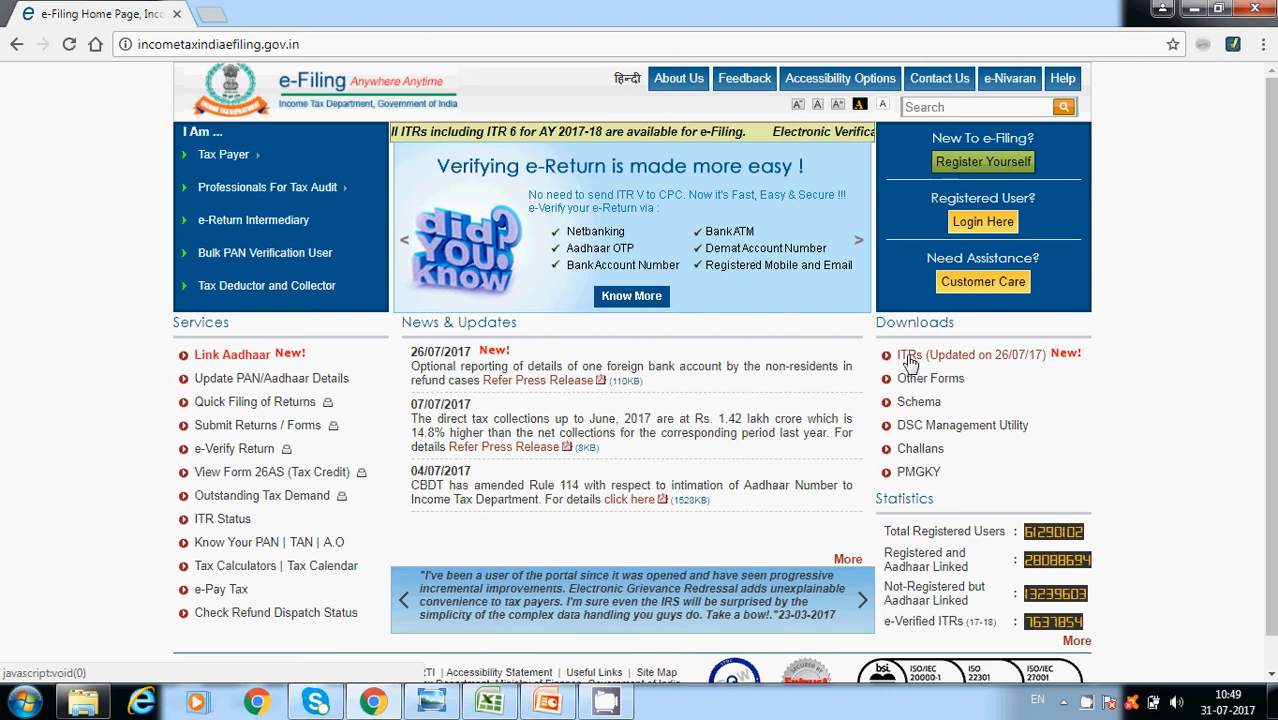 e-Filing Home Page, Inco
incometaxindiaefiling.gov.in
e-Filing Anywhere Anytime
Income Tax Department, Government of India
हिन्दी
About Us
Feedback
Accessibility Options
Contact Us
e-Nivaran
Help
A A A A A
Search
I Am ...
Tax Payer
Professionals For Tax Audit
e-Return Intermediary
Bulk PAN Verification User
Tax Deductor and Collector
ll ITRs including ITR 6 for AY 2017-18 are available for e-Filing. Electronic Verifica
Verifying e-Return is made more easy !
No need to send ITR V to CPC. Now it's Fast, Easy & Secure !!!
e-Verify your e-Return via :
Netbanking
Bank ATM
Aadhaar OTP
Demat Account Number
Bank Account Number
Registered Mobile and Email
did?
YOU
know
Know More
New To e-Filing?
Register Yourself
Registered User?
Login Here
Need Assistance?
Customer Care
Services
Link Aadhaar New!
Update PAN/Aadhaar Details
Quick Filing of Returns
Submit Returns / Forms
e-Verify Return
View Form 26AS (Tax Credit)
Outstanding Tax Demand
ITR Status
Know Your PAN | TAN | A.O
Tax Calculators | Tax Calendar
e-Pay Tax
Check Refund Dispatch Status
News & Updates
26/07/2017 New!
Optional reporting of details of one foreign bank account by the non-residents in
refund cases Refer Press Release (110KB)
07/07/2017
The direct tax collections up to June, 2017 are at Rs. 1.42 lakh crore which is
14.8% higher than the net collections for the corresponding period last year. For
details Refer Press Release (8KB)
04/07/2017
CBDT has amended Rule 114 with respect to intimation of Aadhaar Number to
Income Tax Department. For details click here (1528KB)
More
"I've been a user of the portal since it was opened and have seen progressive
incremental improvements. Electronic Grievance Redressal adds unexplainable
convenience to tax payers. I'm sure even the IRS will be surprised by the
simplicity of the complex data handling you guys do. Take a bow!."23-03-2017
Downloads
ITRs (Updated on 26/07/17) New!
Other Forms
Schema
DSC Management Utility
Challans
PMGKY
Statistics
Total Registered Users : 61290102
Registered and
Aadhaar Linked : 28088694
Not-Registered but
Aadhaar Linked : 13239603
e-Verified ITRs (17-18) : 7637854
More
javascript:void(0)
RTI | Accessibility Statement | Useful Links | Site Map
bsi.
ISO/IEC
20000-1
ISO
22301
ISO/IEC
27001
EN
10:49
31-07-2017